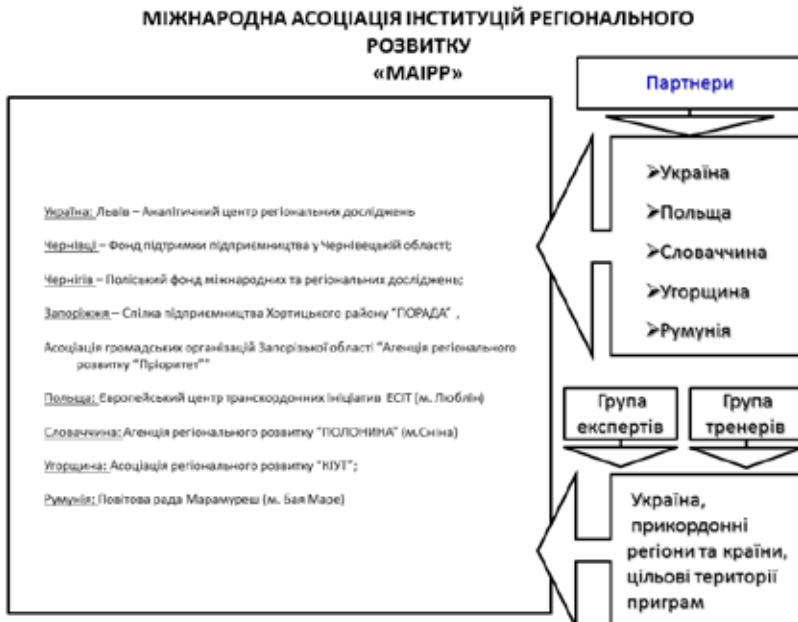 МІЖНАРОДНА АСОЦІАЦІЯ ІНСТИТУЦІЙ РЕГІОНАЛЬНОГО
РОЗВИТКУ
«МАІРР»
Партнери
➤Україна
➤Польща
➤Словаччина
➤Угорщина
➤Румунія
Україна: Львів – Аналітичний центр регіональних досліджень
Чернівці – Фонд підтримки підприємництва у Чернівецькій області;
Чернігів – Поліський фонд міжнародних та регіональних досліджень;
Запоріжжя – Спілка підприємництва Хортицького району "ПОРАДА" ,
Асоціація громадських організацій Запорізької області "Агенція регіонального
розвитку "Пріоритет""
Польща: Європейський центр транскордонних ініціатив ЕСІТ (м. Люблін)
Словаччина: Агенція регіонального розвитку "ПОЛОНИНА" (м.Сніна)
Угорщина: Асоціація регіонального розвитку "КІУТ";
Румунія: Повітова рада Марамуреш (м. Бая Маре)
Група
експертів
Група
тренерів
Україна,
прикордонні
регіони та країни,
цільові території
приграм